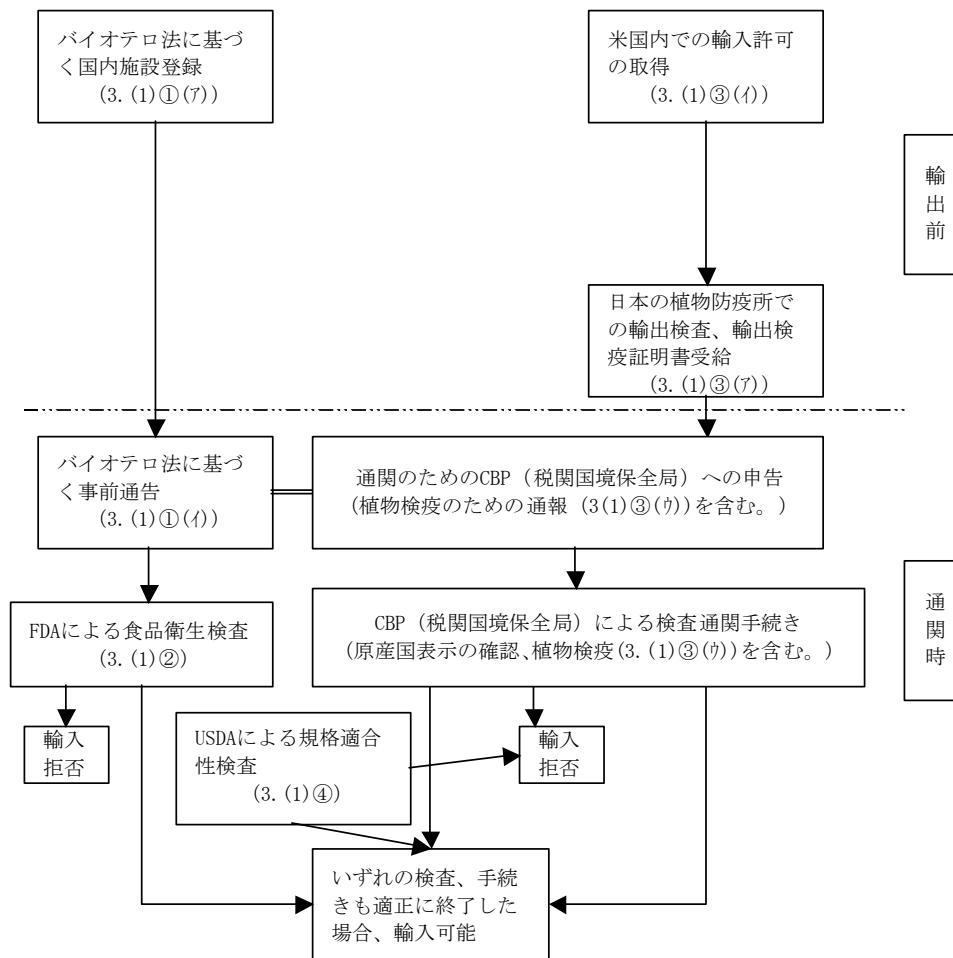 バイオテロ法に基づ
く国内施設登録
(3.(1)①(ｱ))
米国内での輸入許可
の取得
(3.(1)③(ｲ))
輸出前
日本の植物防疫所で
の輸出検査、輸出検
疫証明書受給
(3.(1)③(ｱ))
バイオテロ法に基づ
く事前通告
(3.(1)①(ｲ))
通関のためのCBP（税関国境保全局）への申告
(植物検疫のための通報 (3(1)③(ｳ))を含む。)
通関時
FDAによる食品衛生検査
(3.(1)②)
CBP（税関国境保全局）による検査通関手続き
(原産国表示の確認、植物検疫(3.(1)③(ｳ))を含む。)
輸入
拒否
USDAによる規格適合
性検査
(3.(1)④)
輸入
拒否
いずれの検査、手続
きも適正に終了した
場合、輸入可能